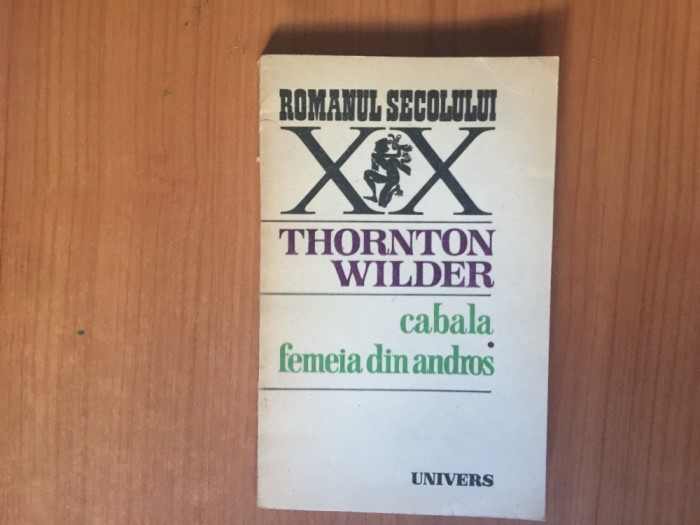 ROMANUL SECOLULUI
XX
THORNTON
WILDER
cabala
femeia din andros
UNIVERS